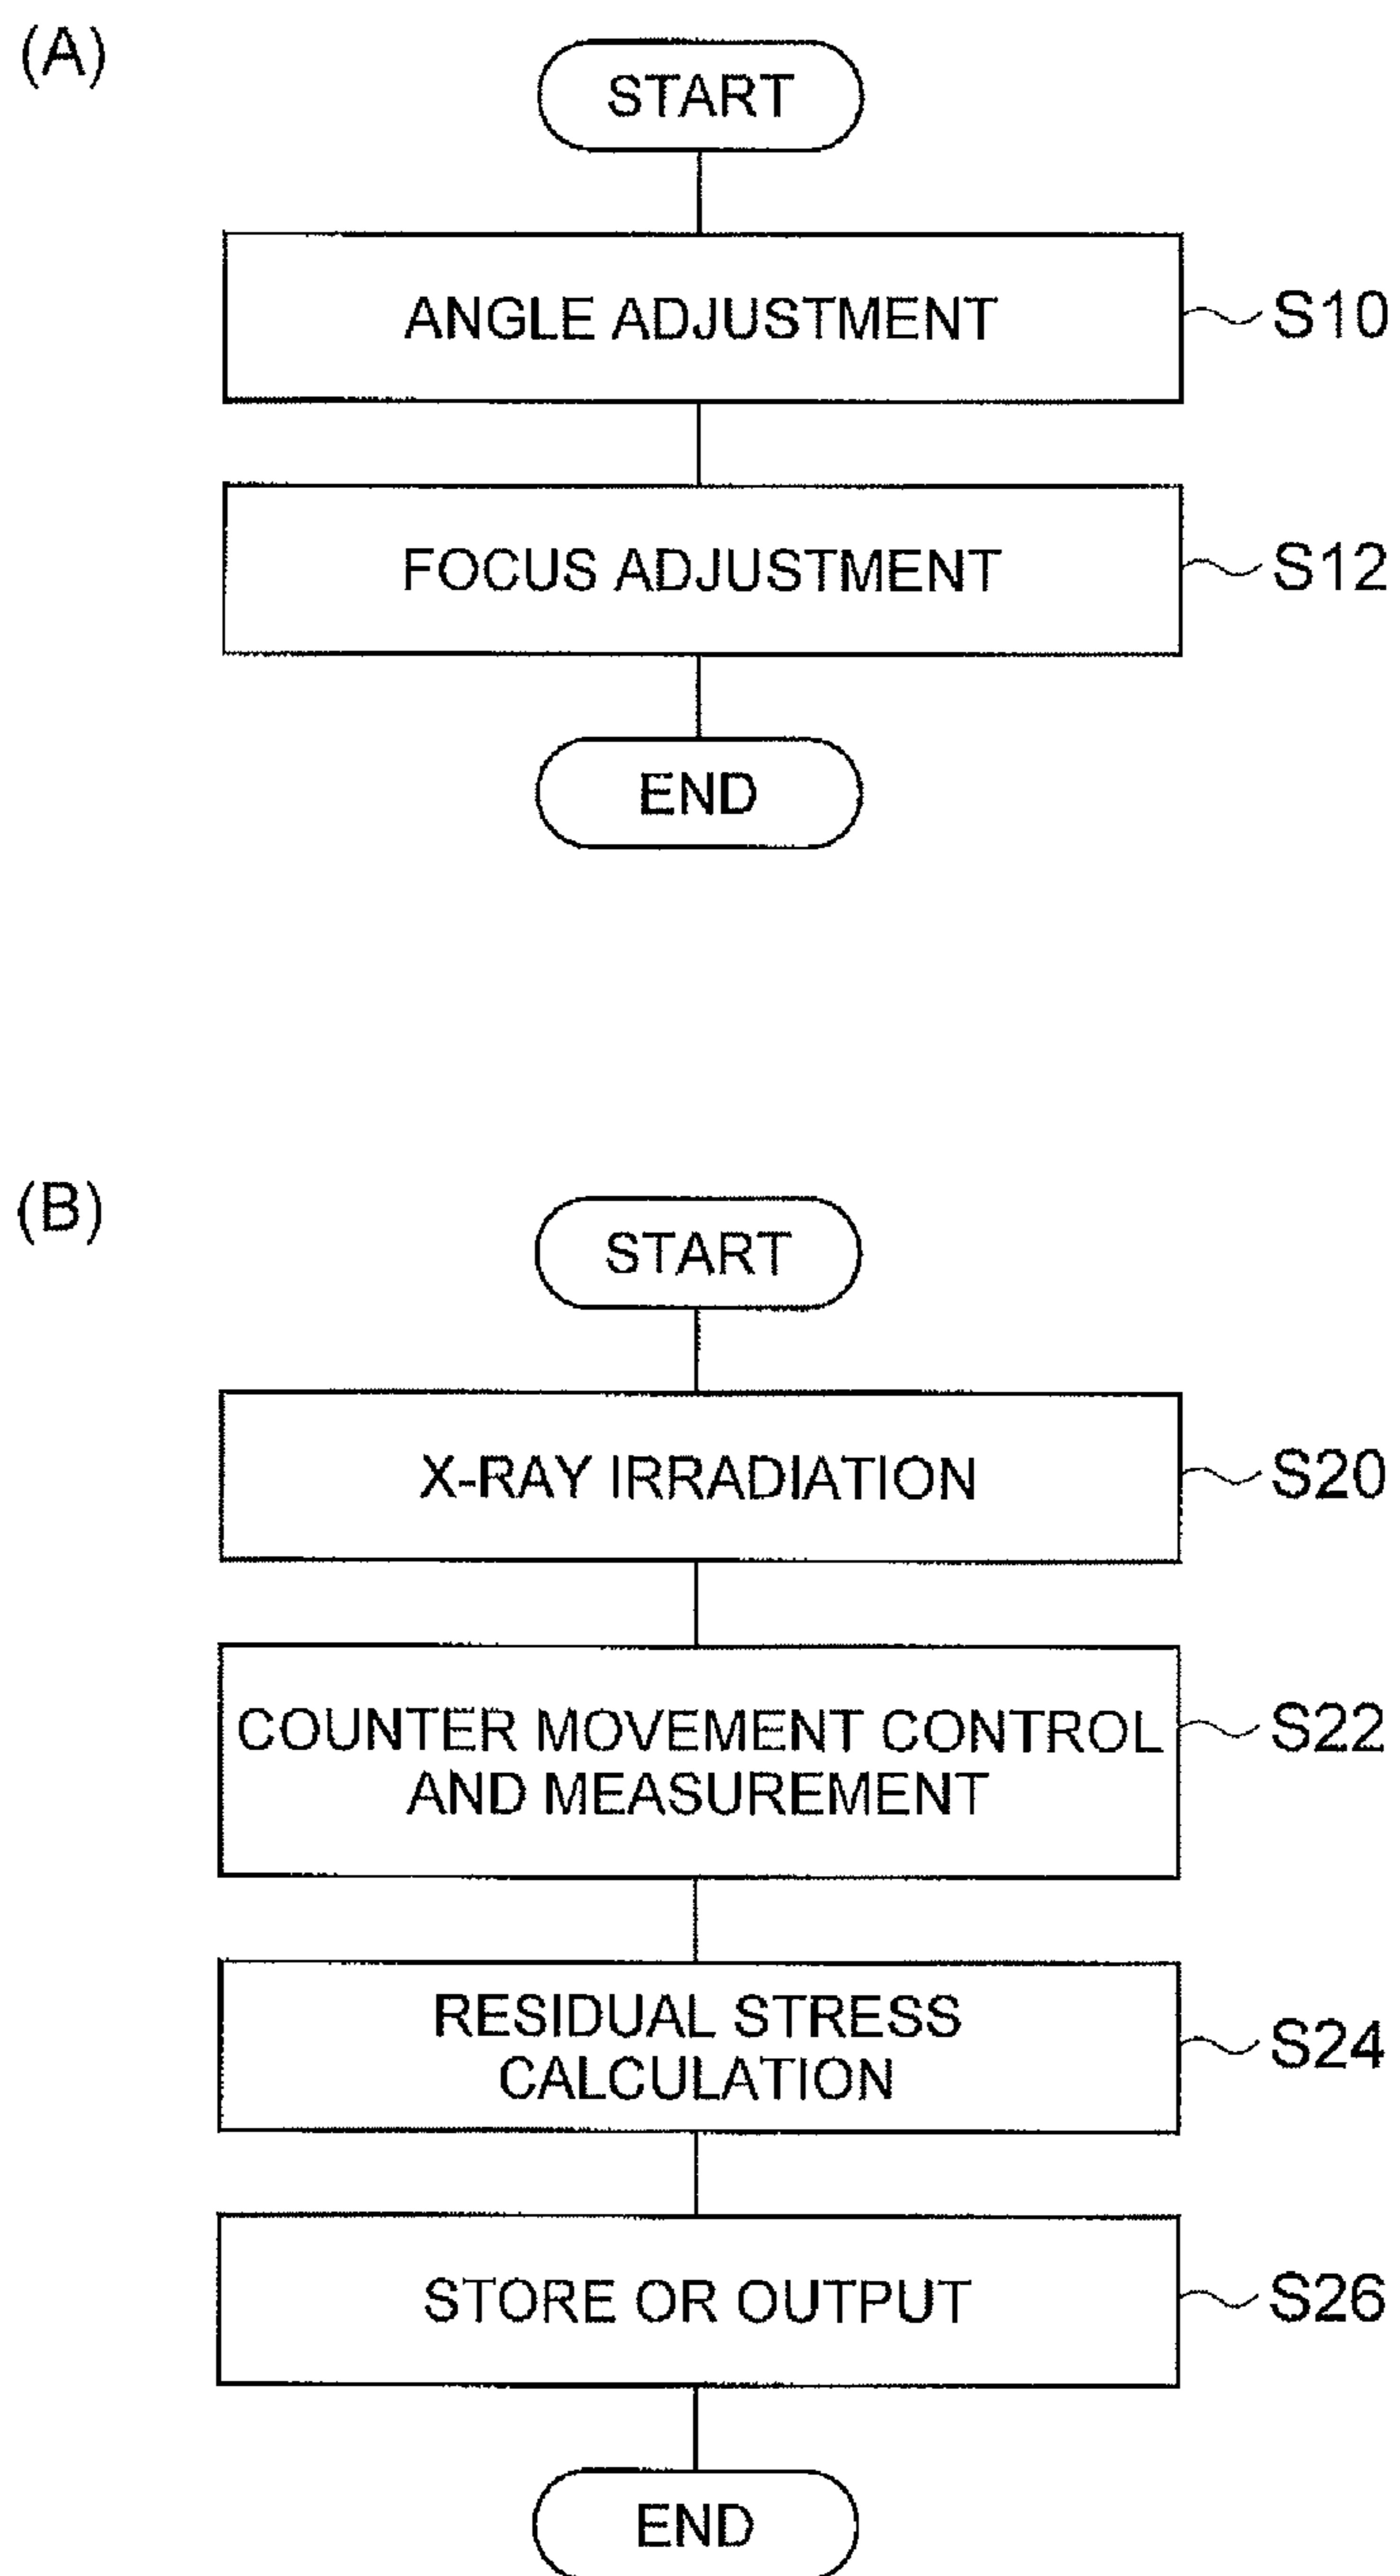 (A)
START
ANGLE ADJUSTMENT
S10
FOCUS ADJUSTMENT
S12
END
(B)
START
X-RAY IRRADIATION
S20
COUNTER MOVEMENT CONTROL
AND MEASUREMENT
S22
RESIDUAL STRESS
CALCULATION
S24
STORE OR OUTPUT
S26
END